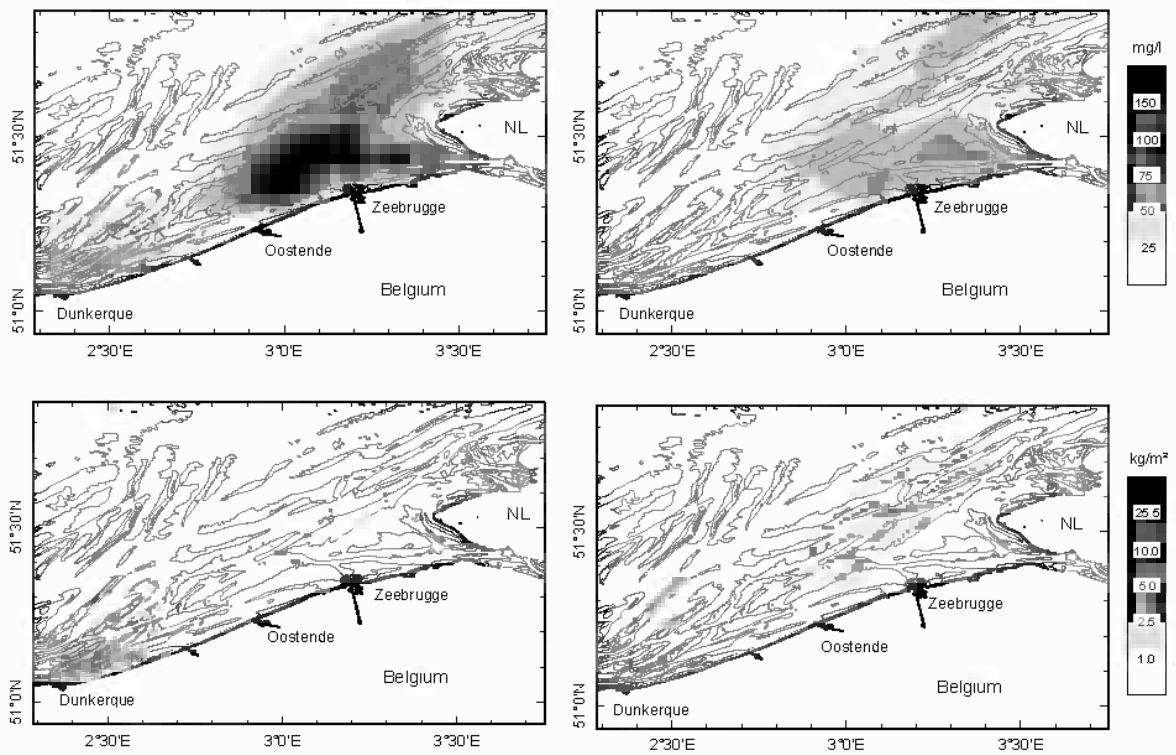 mg/l
150
100
75
50
25
51°30'N
51°0'N
NL
Zeebrugge
Oostende
Belgium
Dunkerque
2°30'E
3°0'E
3°30'E
51°30'N
51°0'N
NL
Zeebrugge
Oostende
Belgium
Dunkerque
2°30'E
3°0'E
3°30'E
51°30'N
51°0'N
NL
Zeebrugge
Oostende
Belgium
Dunkerque
2°30'E
3°0'E
3°30'E
51°30'N
51°0'N
NL
Zeebrugge
Oostende
Belgium
Dunkerque
2°30'E
3°0'E
3°30'E
kg/m²
25.5
10.0
5.0
2.5
1.0